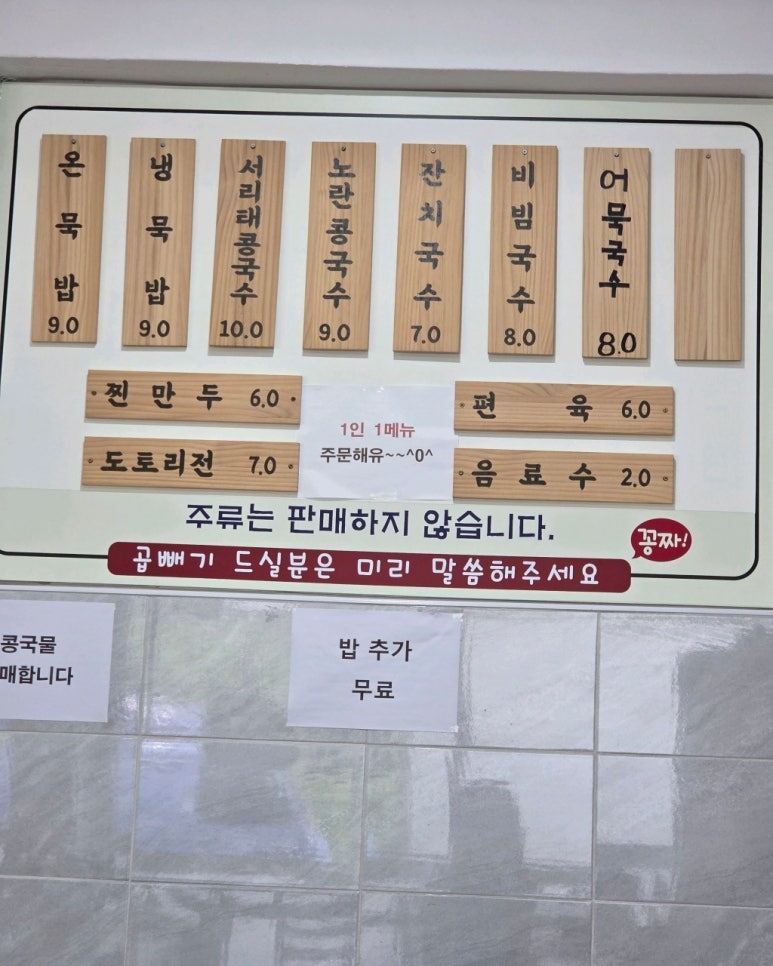 온묵밥 9.0
냉묵밥 9.0
서리태콩국수 10.0
노란콩국수 9.0
잔치국수 7.0
비빔국수 8.0
어묵국수 8.0
찐만두 6.0
도토리전 7.0
1인 1메뉴
주문해유~~^0^
편육 6.0
음료수 2.0
주류는 판매하지 않습니다.
곱빼기 드실분은 미리 말씀해주세요
꽁짜!
콩국물
매합니다
밥 추가
무료